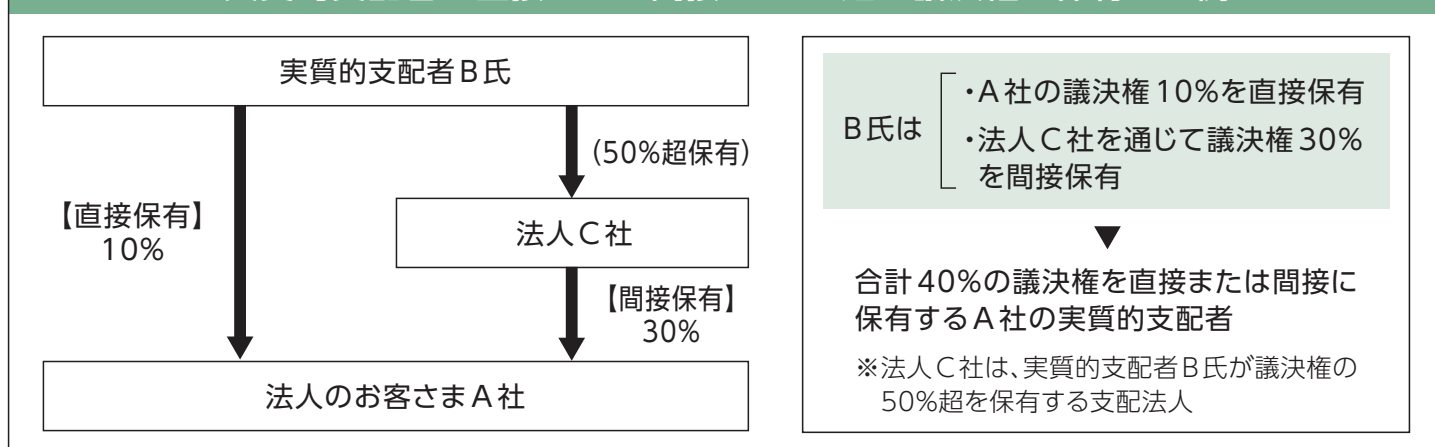 実質的支配者B氏
(50%超保有)
【直接保有】
10%
法人C社
【間接保有】
30%
法人のお客さまA社
B氏は
・A社の議決権10%を直接保有
・法人C社を通じて議決権30%
を間接保有
▼
合計40%の議決権を直接または間接に
保有するA社の実質的支配者
※法人C社は、実質的支配者B氏が議決権の
50%超を保有する支配法人